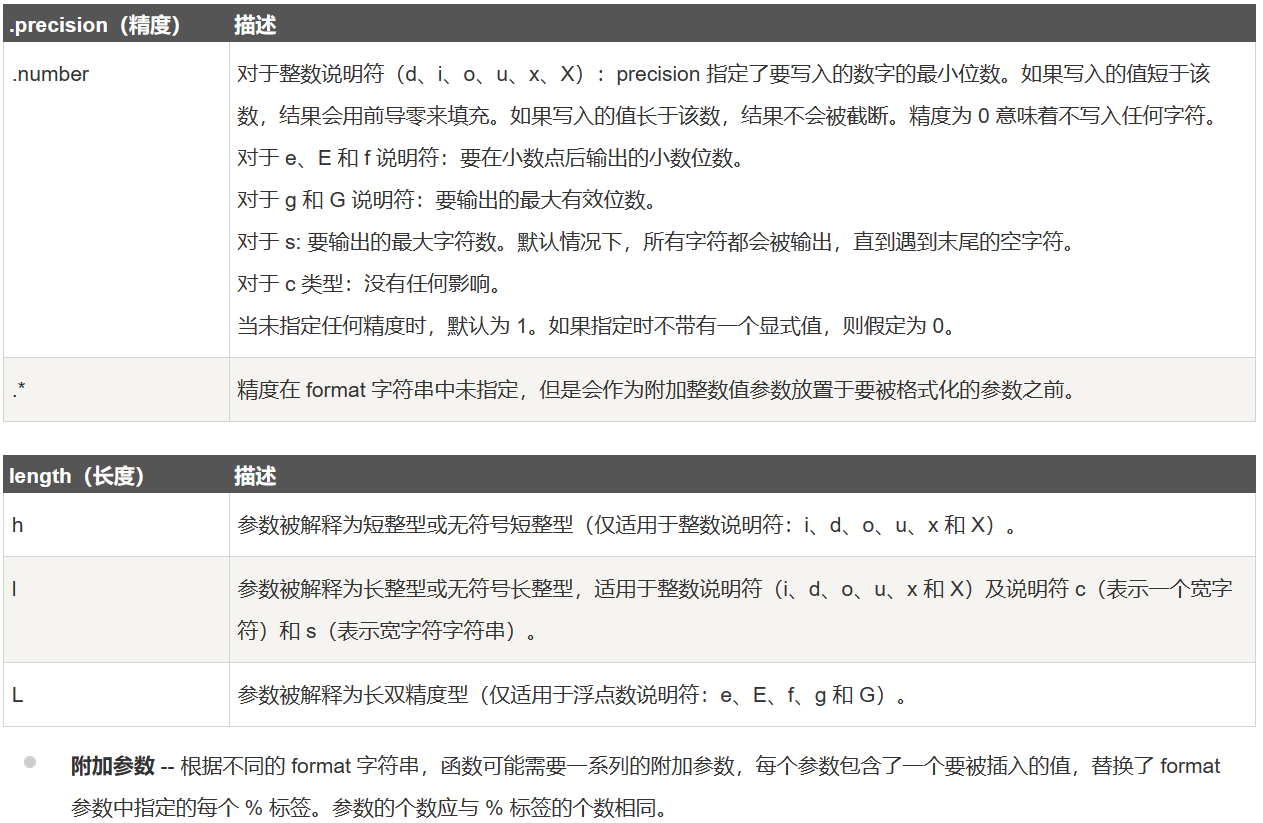 .precision（精度） 描述
.number 对于整数说明符（d、i、o、u、x、X）：precision 指定了要写入的数字的最小位数。如果写入的值短于该
数，结果会用前导零来填充。如果写入的值长于该数，结果不会被截断。精度为 0 意味着不写入任何字符。
对于 e、E 和 f 说明符：要在小数点后输出的小数位数。
对于 g 和 G 说明符：要输出的最大有效位数。
对于 s: 要输出的最大字符数。默认情况下，所有字符都会被输出，直到遇到末尾的空字符。
对于 c 类型：没有任何影响。
当未指定任何精度时，默认为 1。如果指定时不带有一个显式值，则假定为 0。
.* 精度在 format 字符串中未指定，但是会作为附加整数值参数放置于要被格式化的参数之前。
length（长度） 描述
h 参数被解释为短整型或无符号短整型（仅适用于整数说明符：i、d、o、u、x 和 X）。
l 参数被解释为长整型或无符号长整型，适用于整数说明符（i、d、o、u、x 和 X）及说明符 c（表示一个宽字
符）和 s（表示宽字符字符串）。
L 参数被解释为长双精度型（仅适用于浮点数说明符：e、E、f、g 和 G）。
附加参数 -- 根据不同的 format 字符串，函数可能需要一系列的附加参数，每个参数包含了一个要被插入的值，替换了 format
参数中指定的每个 % 标签。参数的个数应与 % 标签的个数相同。